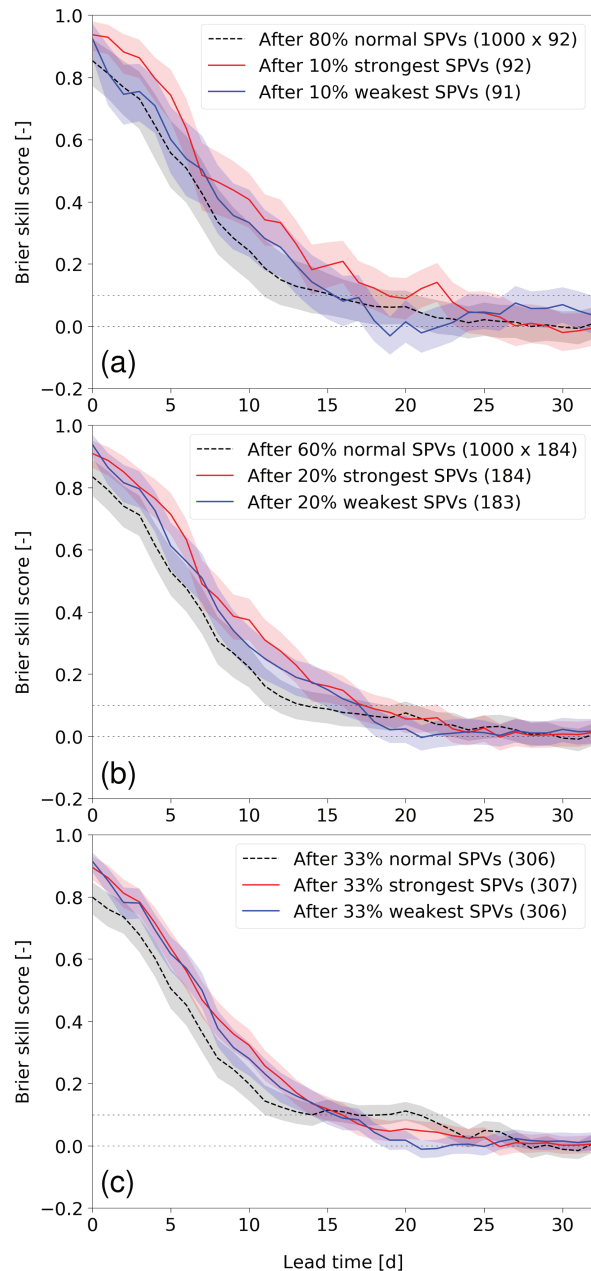 1.0
After 80% normal SPVs (1000 x 92)
After 10% strongest SPVs (92)
After 10% weakest SPVs (91)
0.8
0.6
Brier skill score [-]
0.4
0.2
0.0
(a)
−0.2
0 5 10 15 20 25 30
1.0
After 60% normal SPVs (1000 x 184)
After 20% strongest SPVs (184)
After 20% weakest SPVs (183)
0.8
0.6
Brier skill score [-]
0.4
0.2
0.0
(b)
−0.2
0 5 10 15 20 25 30
1.0
After 33% normal SPVs (306)
After 33% strongest SPVs (307)
After 33% weakest SPVs (306)
0.8
0.6
Brier skill score [-]
0.4
0.2
0.0
(c)
−0.2
0 5 10 15 20 25 30
Lead time [d]